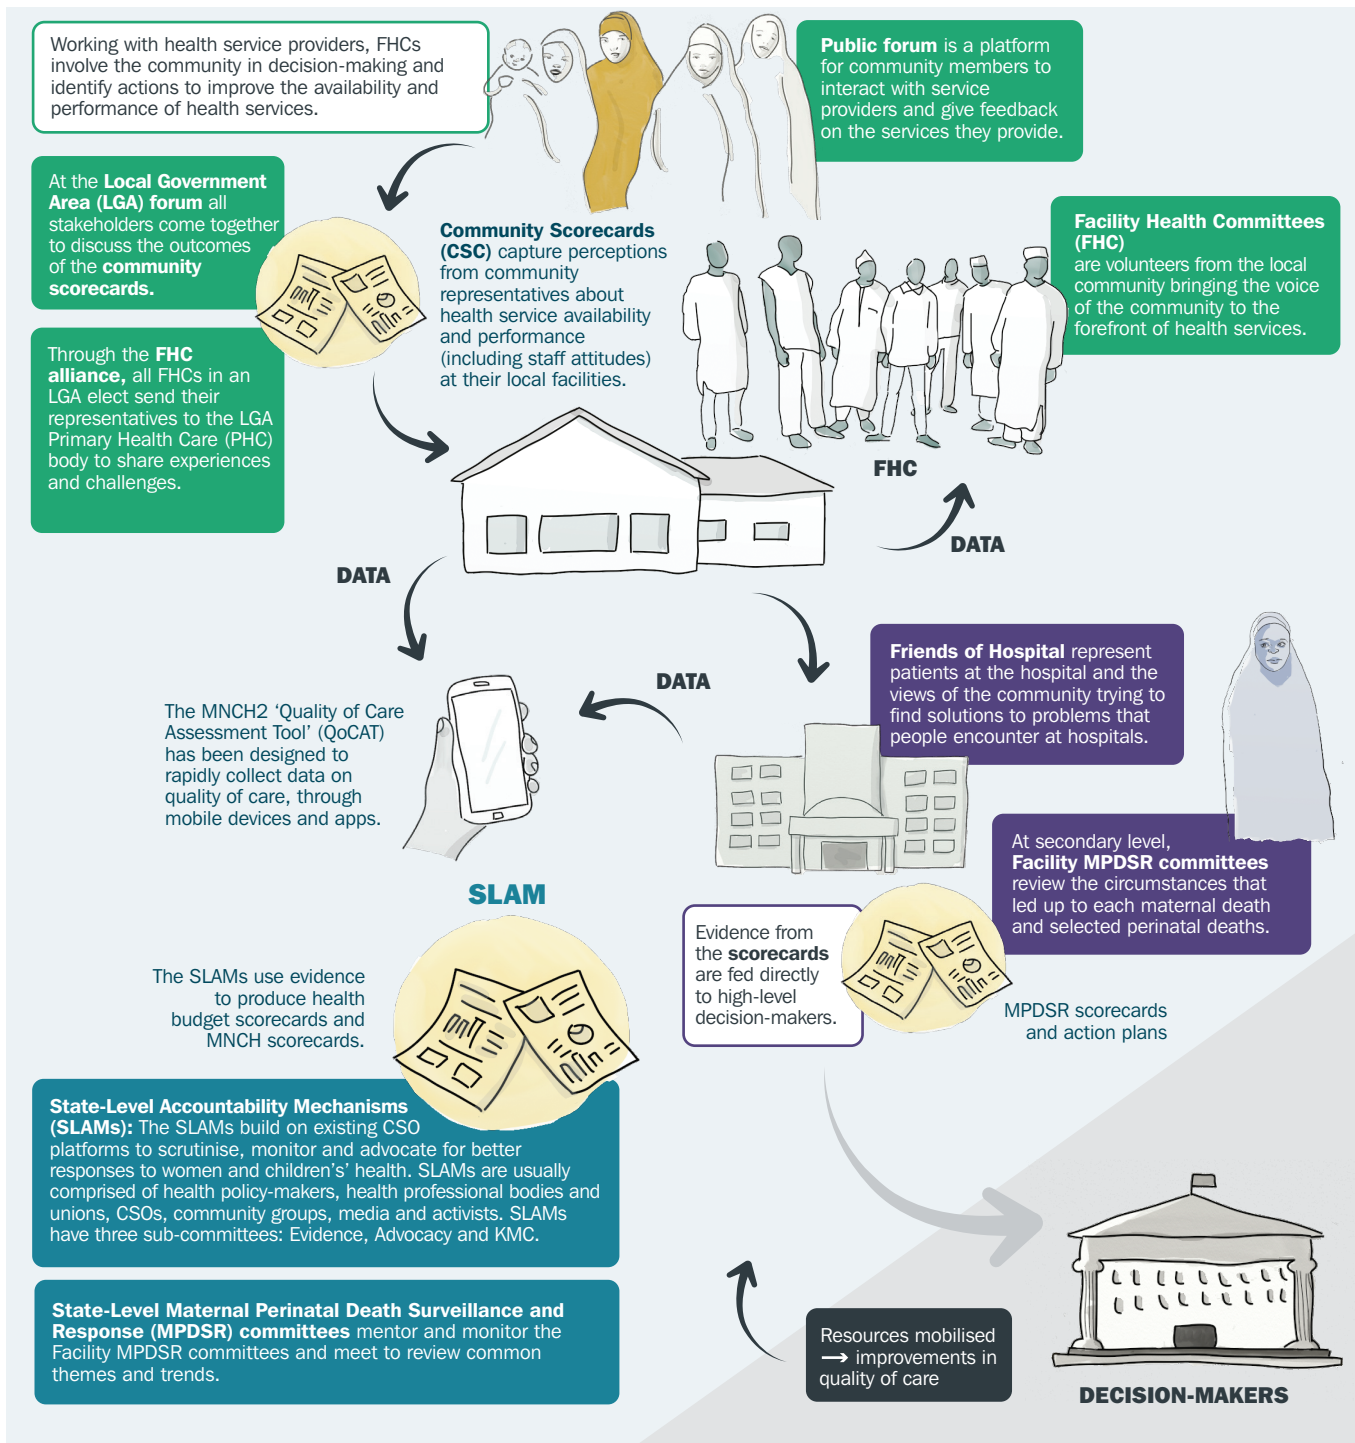 Working with health service providers, FHCs
involve the community in decision-making and
identify actions to improve the availability and
performance of health services.
Public forum is a platform
for community members to
interact with service
providers and give feedback
on the services they provide.
At the Local Government
Area (LGA) forum all
stakeholders come together
to discuss the outcomes
of the community
scorecards.
Community Scorecards
(CSC) capture perceptions
from community
representatives about
health service availability
and performance
(including staff attitudes)
at their local facilities.
Facility Health Committees
(FHC)
are volunteers from the local
community bringing the voice
of the community to the
forefront of health services.
Through the FHC
alliance, all FHCs in an
LGA elect send their
representatives to the LGA
Primary Health Care (PHC)
body to share experiences
and challenges.
FHC
DATA
DATA
DATA
Friends of Hospital represent
patients at the hospital and the
views of the community trying to
find solutions to problems that
people encounter at hospitals.
The MNCH2 ‘Quality of Care
Assessment Tool’ (QoCAT)
has been designed to
rapidly collect data on
quality of care, through
mobile devices and apps.
At secondary level,
Facility MPDSR committees
review the circumstances that
led up to each maternal death
and selected perinatal deaths.
SLAM
Evidence from
the scorecards
are fed directly
to high-level
decision-makers.
MPDSR scorecards
and action plans
The SLAMs use evidence
to produce health
budget scorecards and
MNCH scorecards.
State-Level Accountability Mechanisms
(SLAMs): The SLAMs build on existing CSO
platforms to scrutinise, monitor and advocate for better
responses to women and children’s’ health. SLAMs are usually
comprised of health policy-makers, health professional bodies and
unions, CSOs, community groups, media and activists. SLAMs
have three sub-committees: Evidence, Advocacy and KMC.
State-Level Maternal Perinatal Death Surveillance and
Response (MPDSR) committees mentor and monitor the
Facility MPDSR committees and meet to review common
themes and trends.
Resources mobilised
→ improvements in
quality of care
DECISION-MAKERS